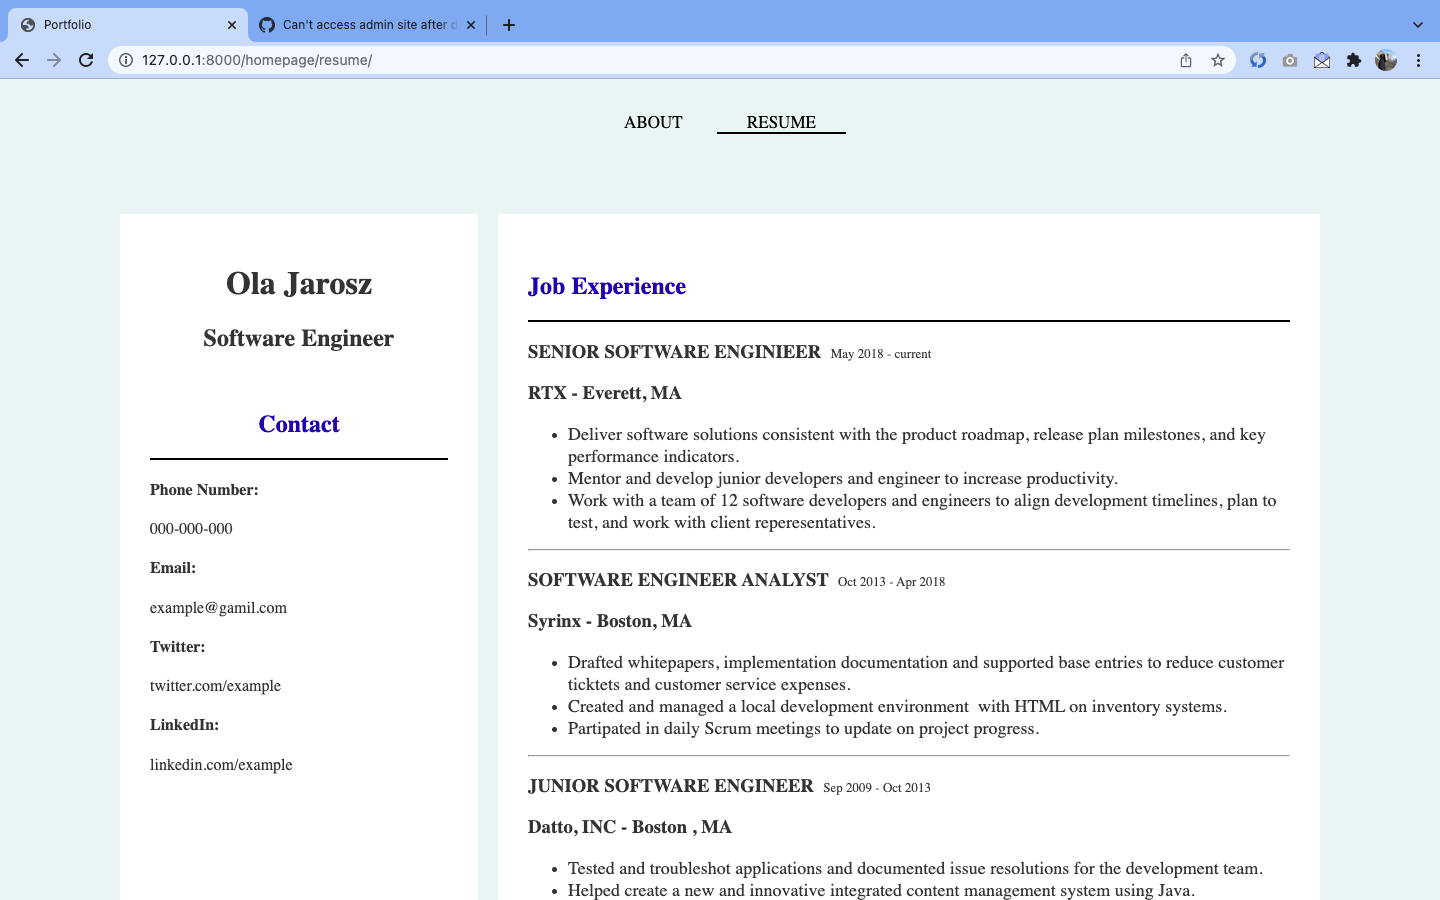 Portfolio
Can't access admin site after d
127.0.0.1:8000/homepage/resume/
ABOUT
RESUME
Ola Jarosz
Software Engineer
Contact
Phone Number:
000-000-000
Email:
example@gamil.com
Twitter:
twitter.com/example
LinkedIn:
linkedin.com/example
Job Experience
SENIOR SOFTWARE ENGINIEER May 2018 - current
RTX - Everett, MA
• Deliver software solutions consistent with the product roadmap, release plan milestones, and key
performance indicators.
• Mentor and develop junior developers and engineer to increase productivity.
• Work with a team of 12 software developers and engineers to align development timelines, plan to
test, and work with client reperesentatives.
SOFTWARE ENGINEER ANALYST Oct 2013 - Apr 2018
Syrinx - Boston, MA
• Drafted whitepapers, implementation documentation and supported base entries to reduce customer
ticktets and customer service expenses.
• Created and managed a local development environment  with HTML on inventory systems.
• Partipated in daily Scrum meetings to update on project progress.
JUNIOR SOFTWARE ENGINEER Sep 2009 - Oct 2013
Datto, INC - Boston , MA
• Tested and troubleshot applications and documented issue resolutions for the development team.
• Helped create a new and innovative integrated content management system using Java.